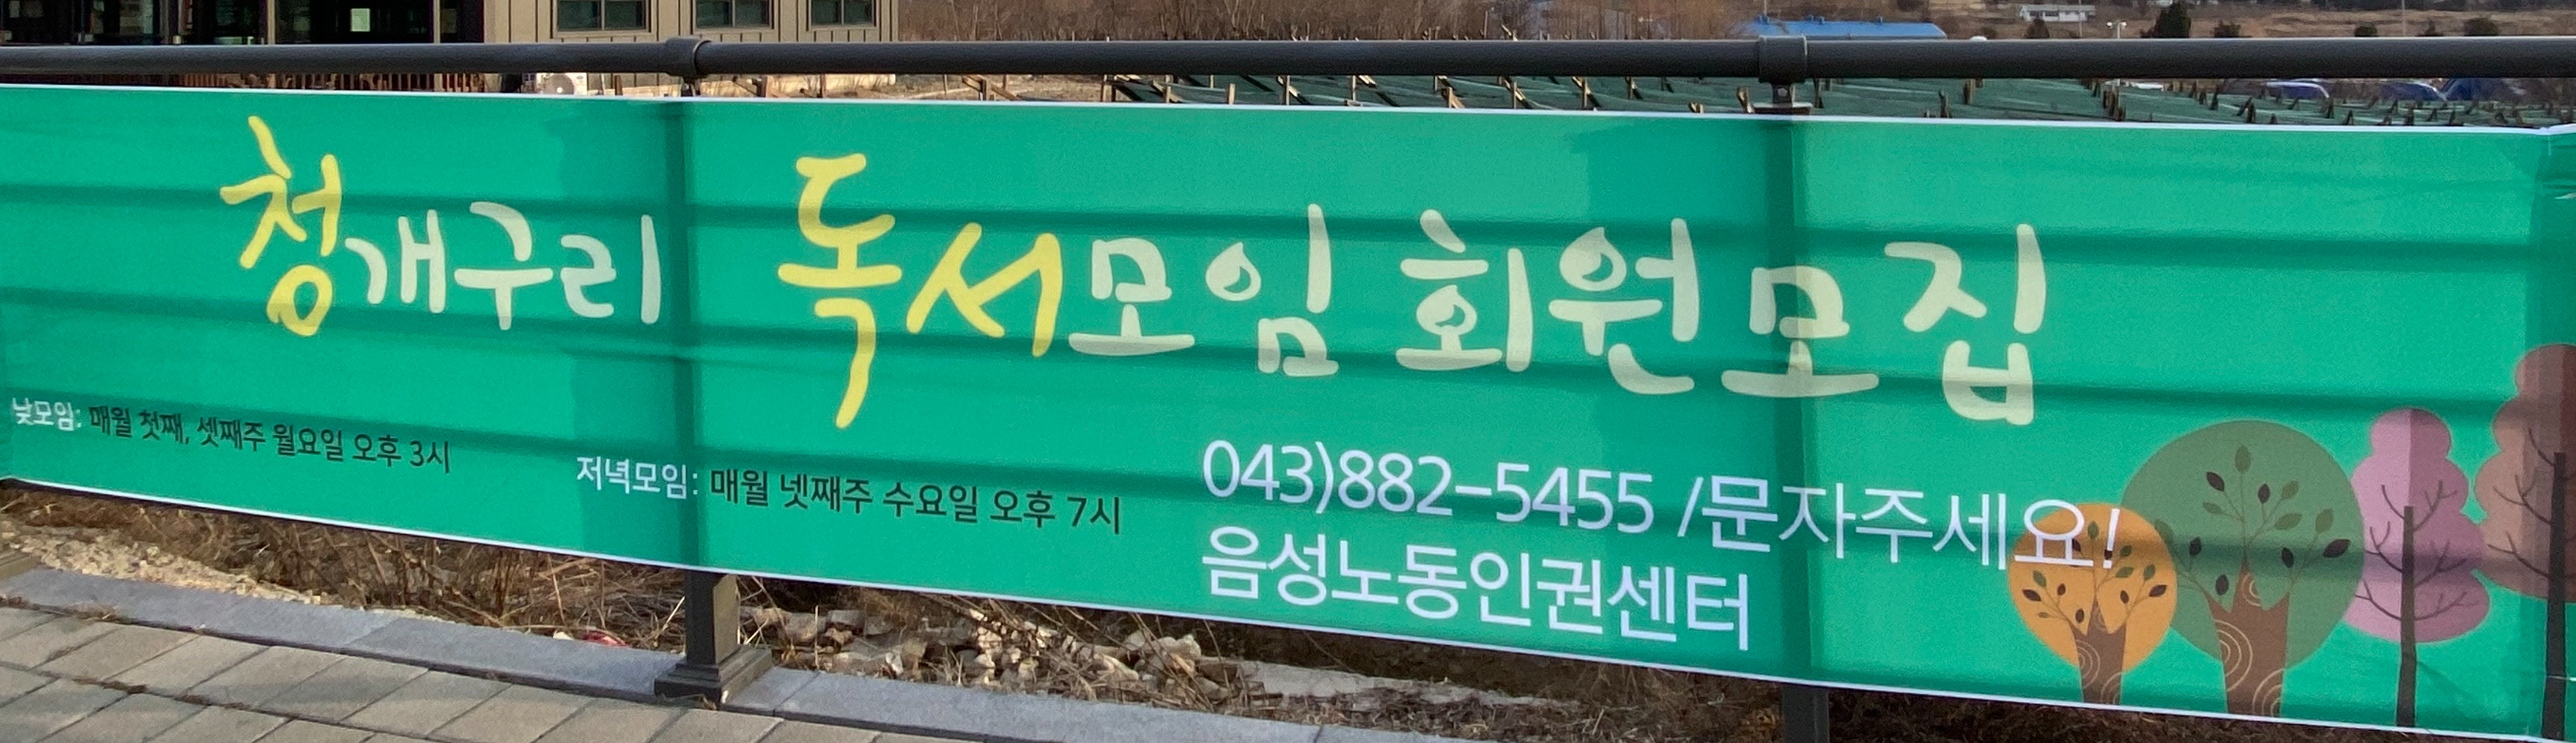 청개구리 독서모임 회원모집
낮모임: 매월 첫째, 셋째주 월요일 오후 3시
저녁모임: 매월 넷째주 수요일 오후 7시
043)882-5455 /문자주세요!
음성노동인권센터